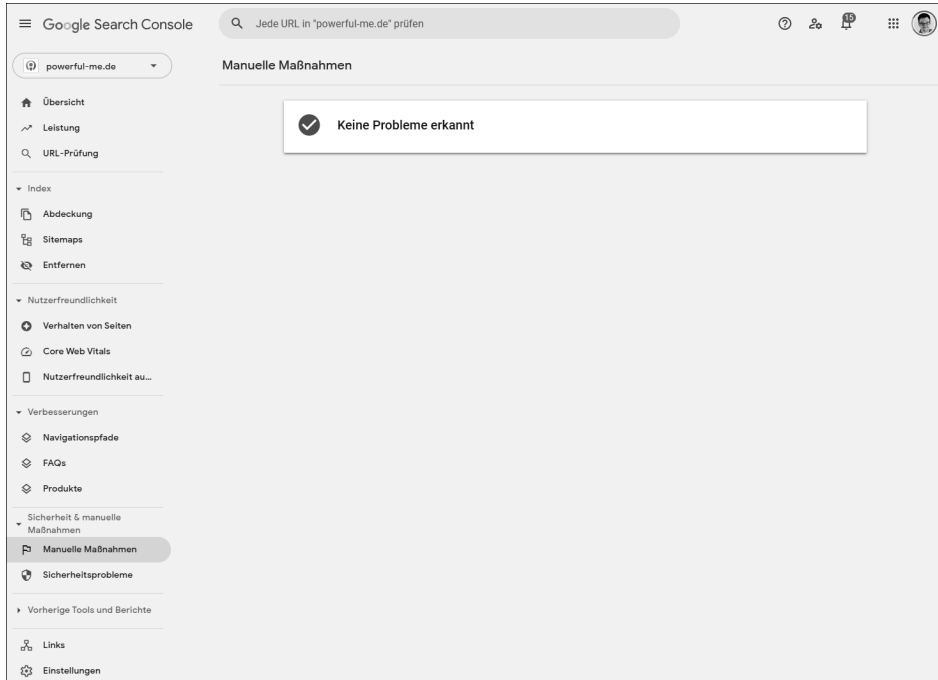 Google Search Console
Jede URL in "powerful-me.de" prüfen
15
powerful-me.de
Manuelle Maßnahmen
Keine Probleme erkannt
Übersicht
Leistung
URL-Prüfung
Index
Abdeckung
Sitemaps
Entfernen
Nutzerfreundlichkeit
Verhalten von Seiten
Core Web Vitals
Nutzerfreundlichkeit au...
Verbesserungen
Navigationspfade
FAQs
Produkte
Sicherheit & manuelle
Maßnahmen
Manuelle Maßnahmen
Sicherheitsprobleme
Vorherige Tools und Berichte
Links
Einstellungen